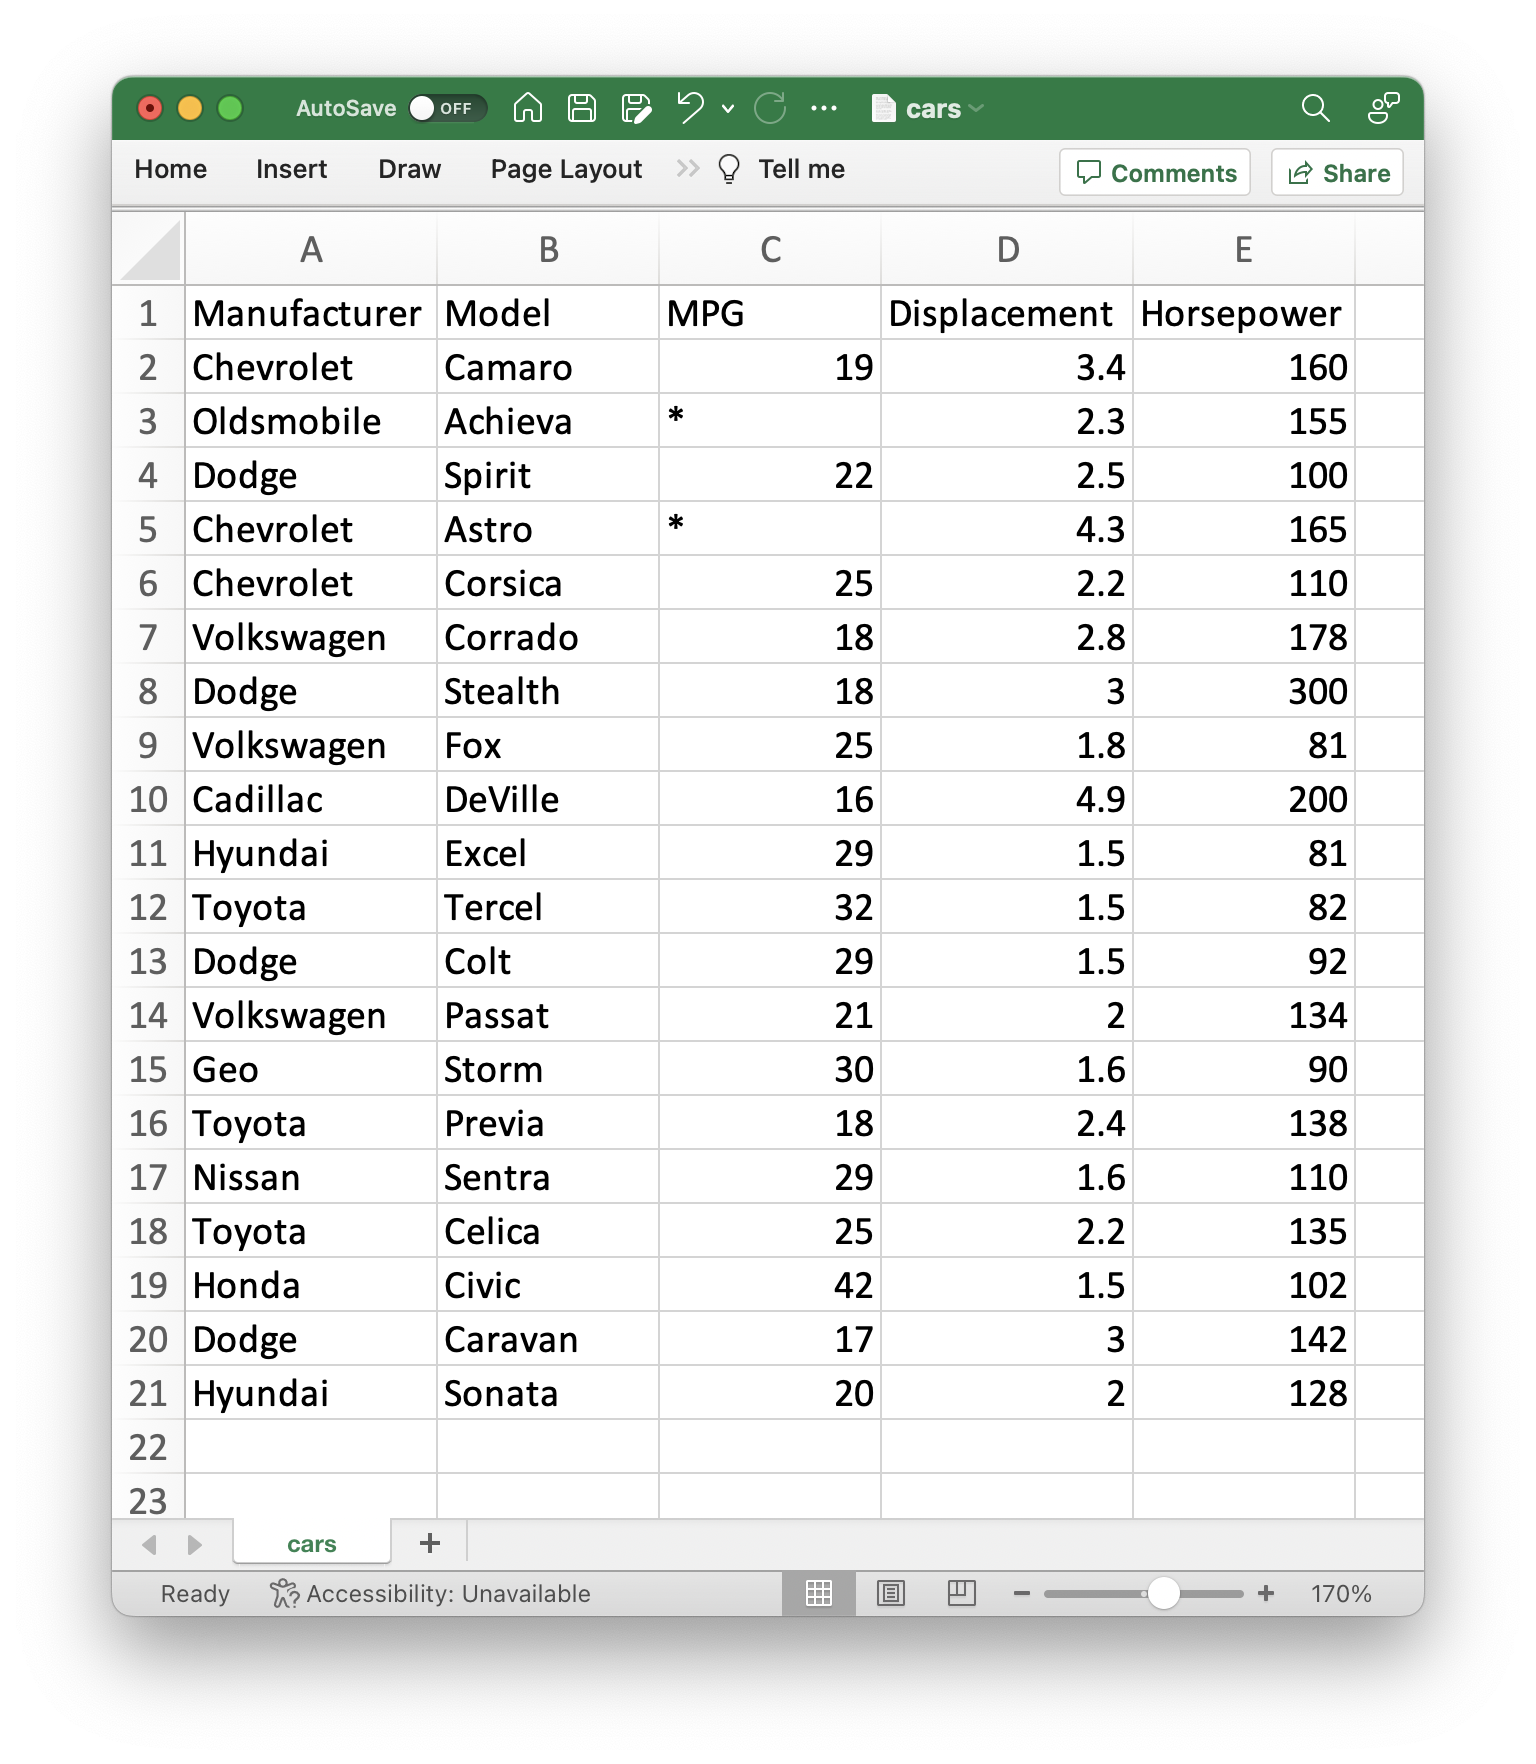 AutoSave OFF cars
Home Insert Draw Page Layout >> Tell me Comments Share
A B C D E
1 Manufacturer Model MPG Displacement Horsepower
2 Chevrolet Camaro 19 3.4 160
3 Oldsmobile Achieva * 2.3 155
4 Dodge Spirit 22 2.5 100
5 Chevrolet Astro * 4.3 165
6 Chevrolet Corsica 25 2.2 110
7 Volkswagen Corrado 18 2.8 178
8 Dodge Stealth 18 3 300
9 Volkswagen Fox 25 1.8 81
10 Cadillac DeVille 16 4.9 200
11 Hyundai Excel 29 1.5 81
12 Toyota Tercel 32 1.5 82
13 Dodge Colt 29 1.5 92
14 Volkswagen Passat 21 2 134
15 Geo Storm 30 1.6 90
16 Toyota Previa 18 2.4 138
17 Nissan Sentra 29 1.6 110
18 Toyota Celica 25 2.2 135
19 Honda Civic 42 1.5 102
20 Dodge Caravan 17 3 142
21 Hyundai Sonata 20 2 128
22
23
cars +
Ready Accessibility: Unavailable − + 170%